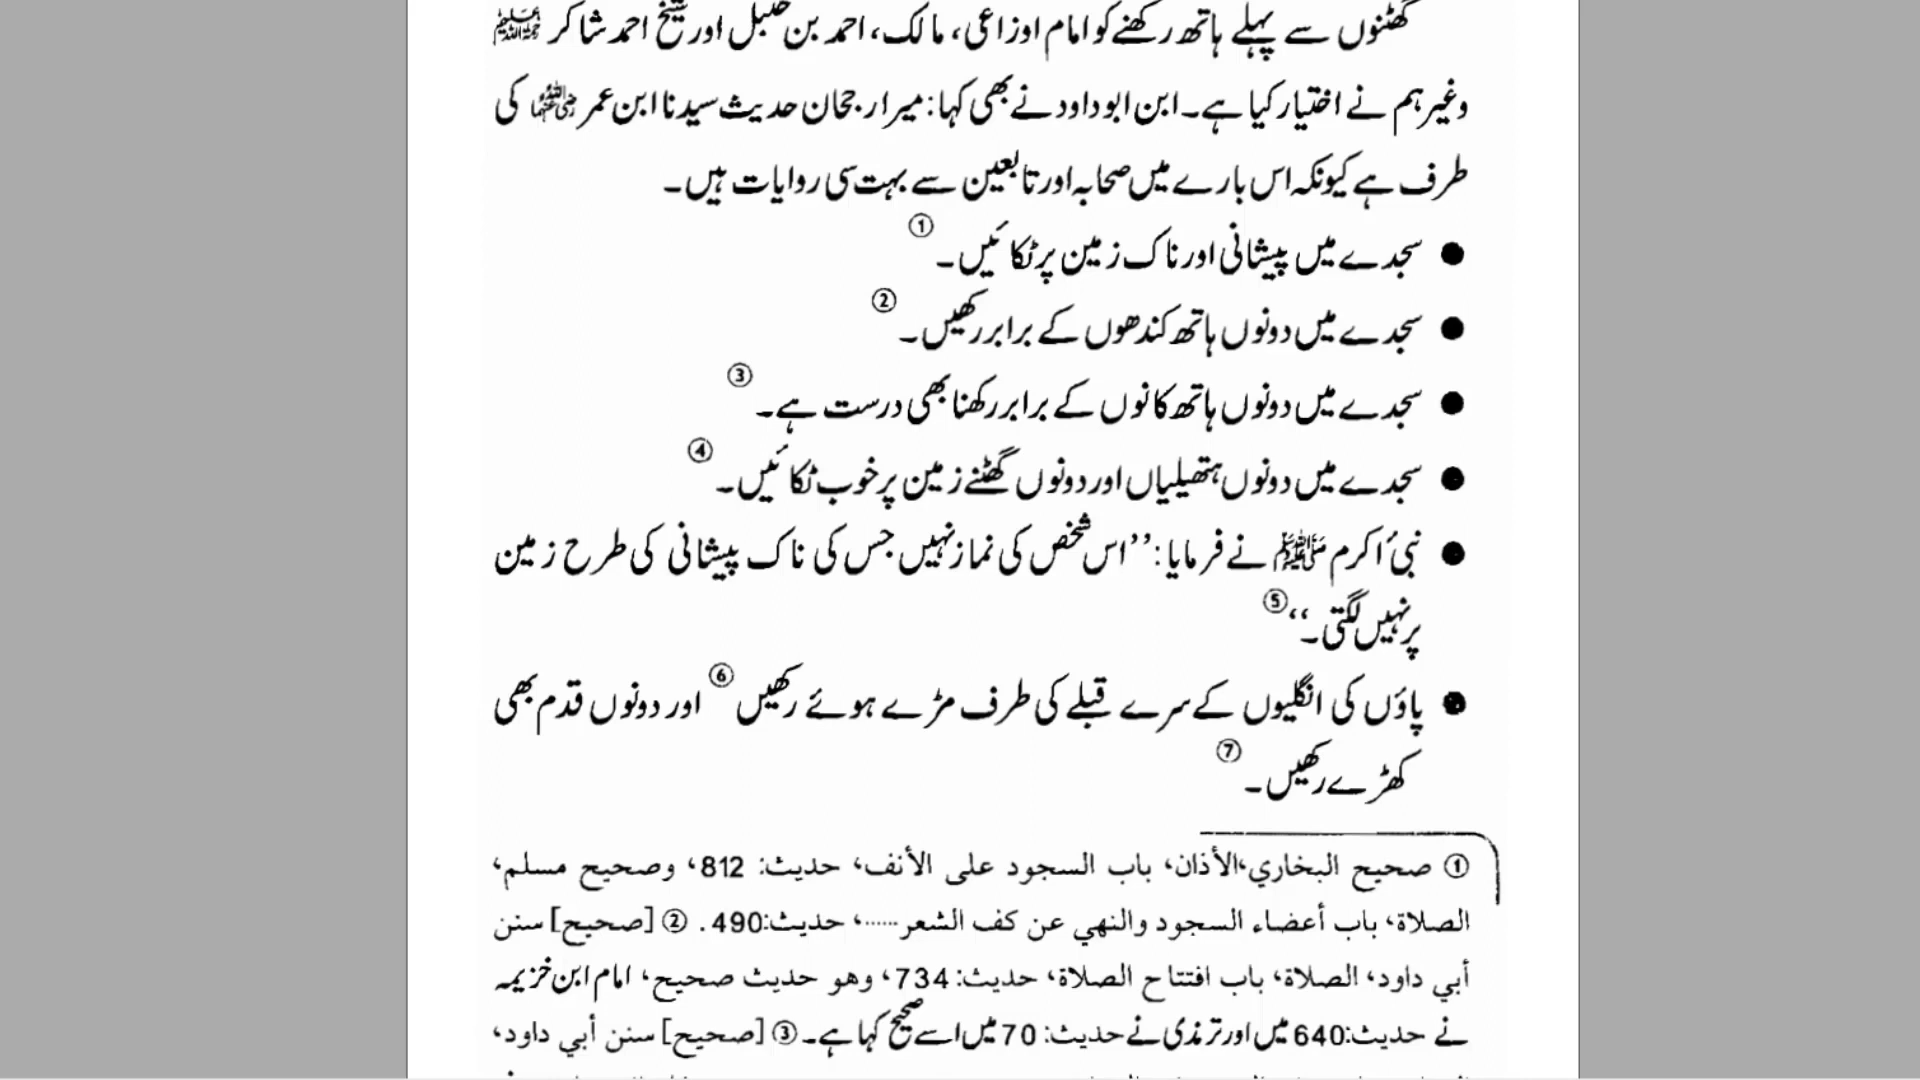 گھٹنوں سے پہلے ہاتھ رکھنے کو امام اوزاعی، مالک، احمد بن حنبل اور شیخ احمد شاکر
وغیرہم نے اختیار کیا ہے۔ ابن ابو داود نے بھی کہا: میرا رجحان حدیث سیدنا ابن عمر رضی اللہ عنہما کی
طرف ہے کیونکہ اس بارے میں صحابہ اور تابعین سے بہت سی روایات ہیں۔
● سجدے میں پیشانی اور ناک زمین پر ٹکائیں۔ ①
● سجدے میں دونوں ہاتھ کندھوں کے برابر رکھیں۔ ②
● سجدے میں دونوں ہاتھ کانوں کے برابر رکھنا بھی درست ہے۔ ③
● سجدے میں دونوں ہتھیلیاں اور دونوں گھٹنے زمین پر خوب ٹکائیں۔ ④
● نبیٔ اکرم ﷺ نے فرمایا: ’’اس شخص کی نماز نہیں جس کی ناک پیشانی کی طرح زمین
پر نہیں لگتی۔‘‘ ⑤
● پاؤں کی انگلیوں کے سرے قبلے کی طرف مڑے ہوئے رکھیں ⑥ اور دونوں قدم بھی
کھڑے رکھیں۔ ⑦
① صحيح البخاري،الأذان، باب السجود على الأنف، حديث: 812، وصحيح مسلم،
الصلاة، باب أعضاء السجود والنهي عن كف الشعر......، حديث:490. ② [صحيح] سنن
أبي داود، الصلاة، باب افتتاح الصلاة، حديث: 734، وهو حديث صحيح، امام ابن خزیمہ
نے حدیث:640 میں اور ترمذی نے حدیث: 70 میں اسے صحیح کہا ہے۔ ③ [صحيح] سنن أبي داود،